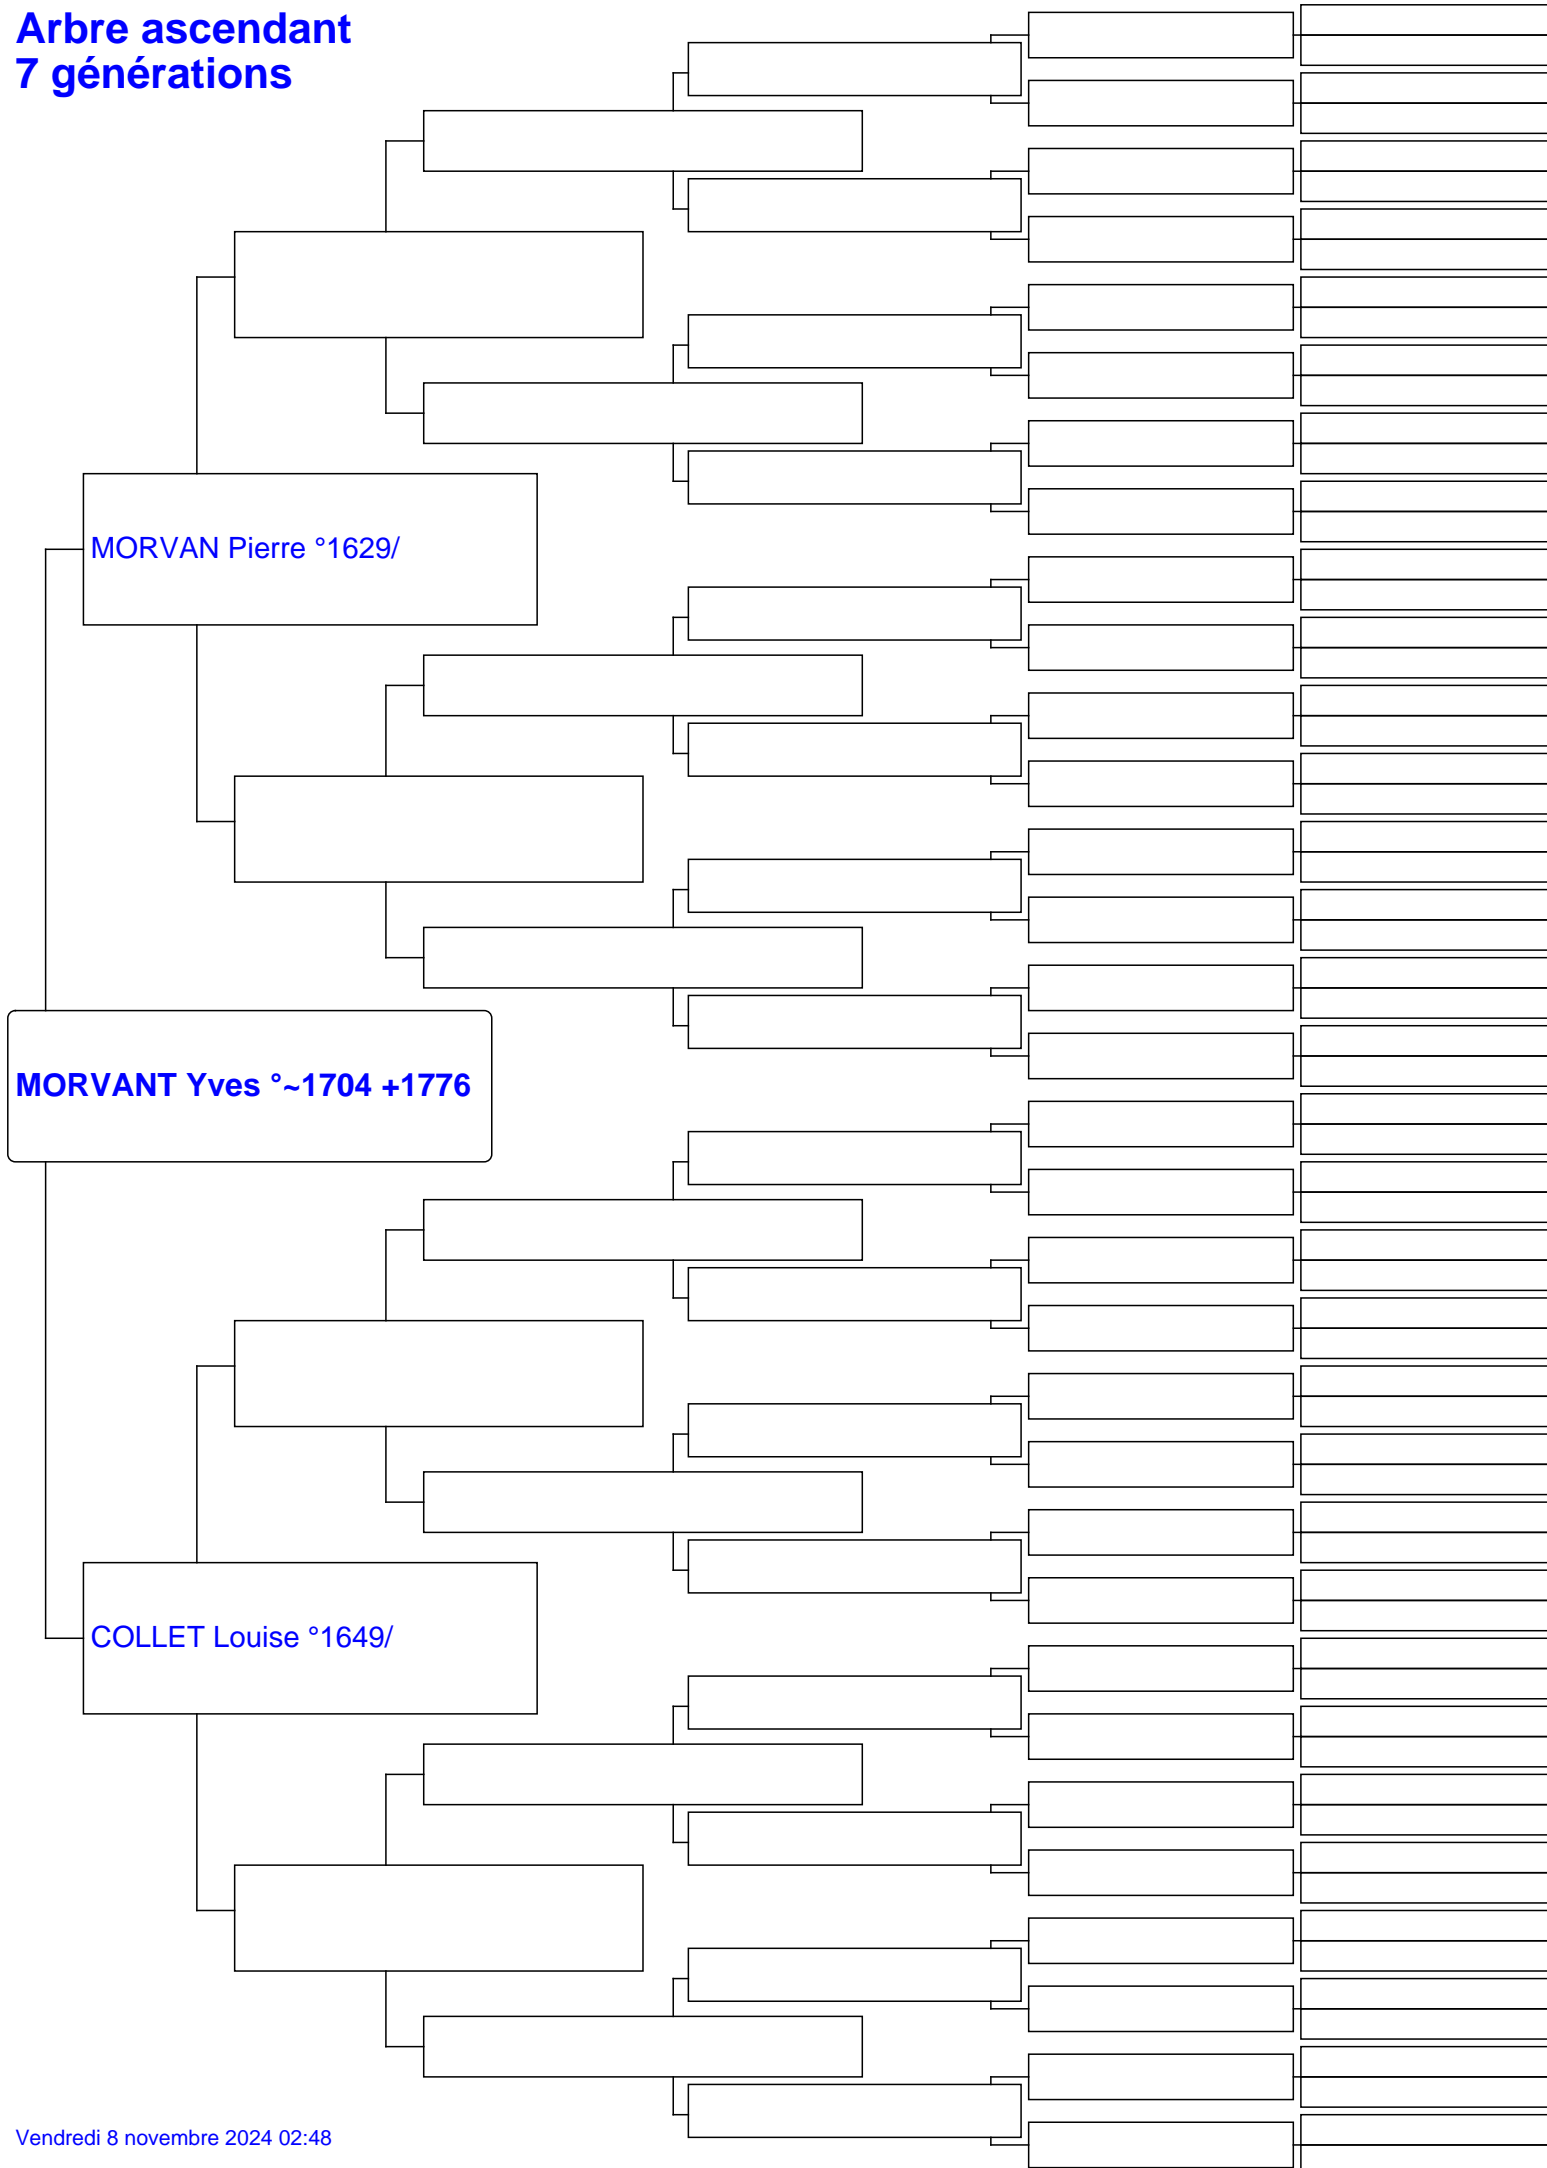 Arbre ascendant
7 générations
MORVAN Pierre °1629/
MORVANT Yves °~1704 +1776
COLLET Louise °1649/
Vendredi 8 novembre 2024 02:48